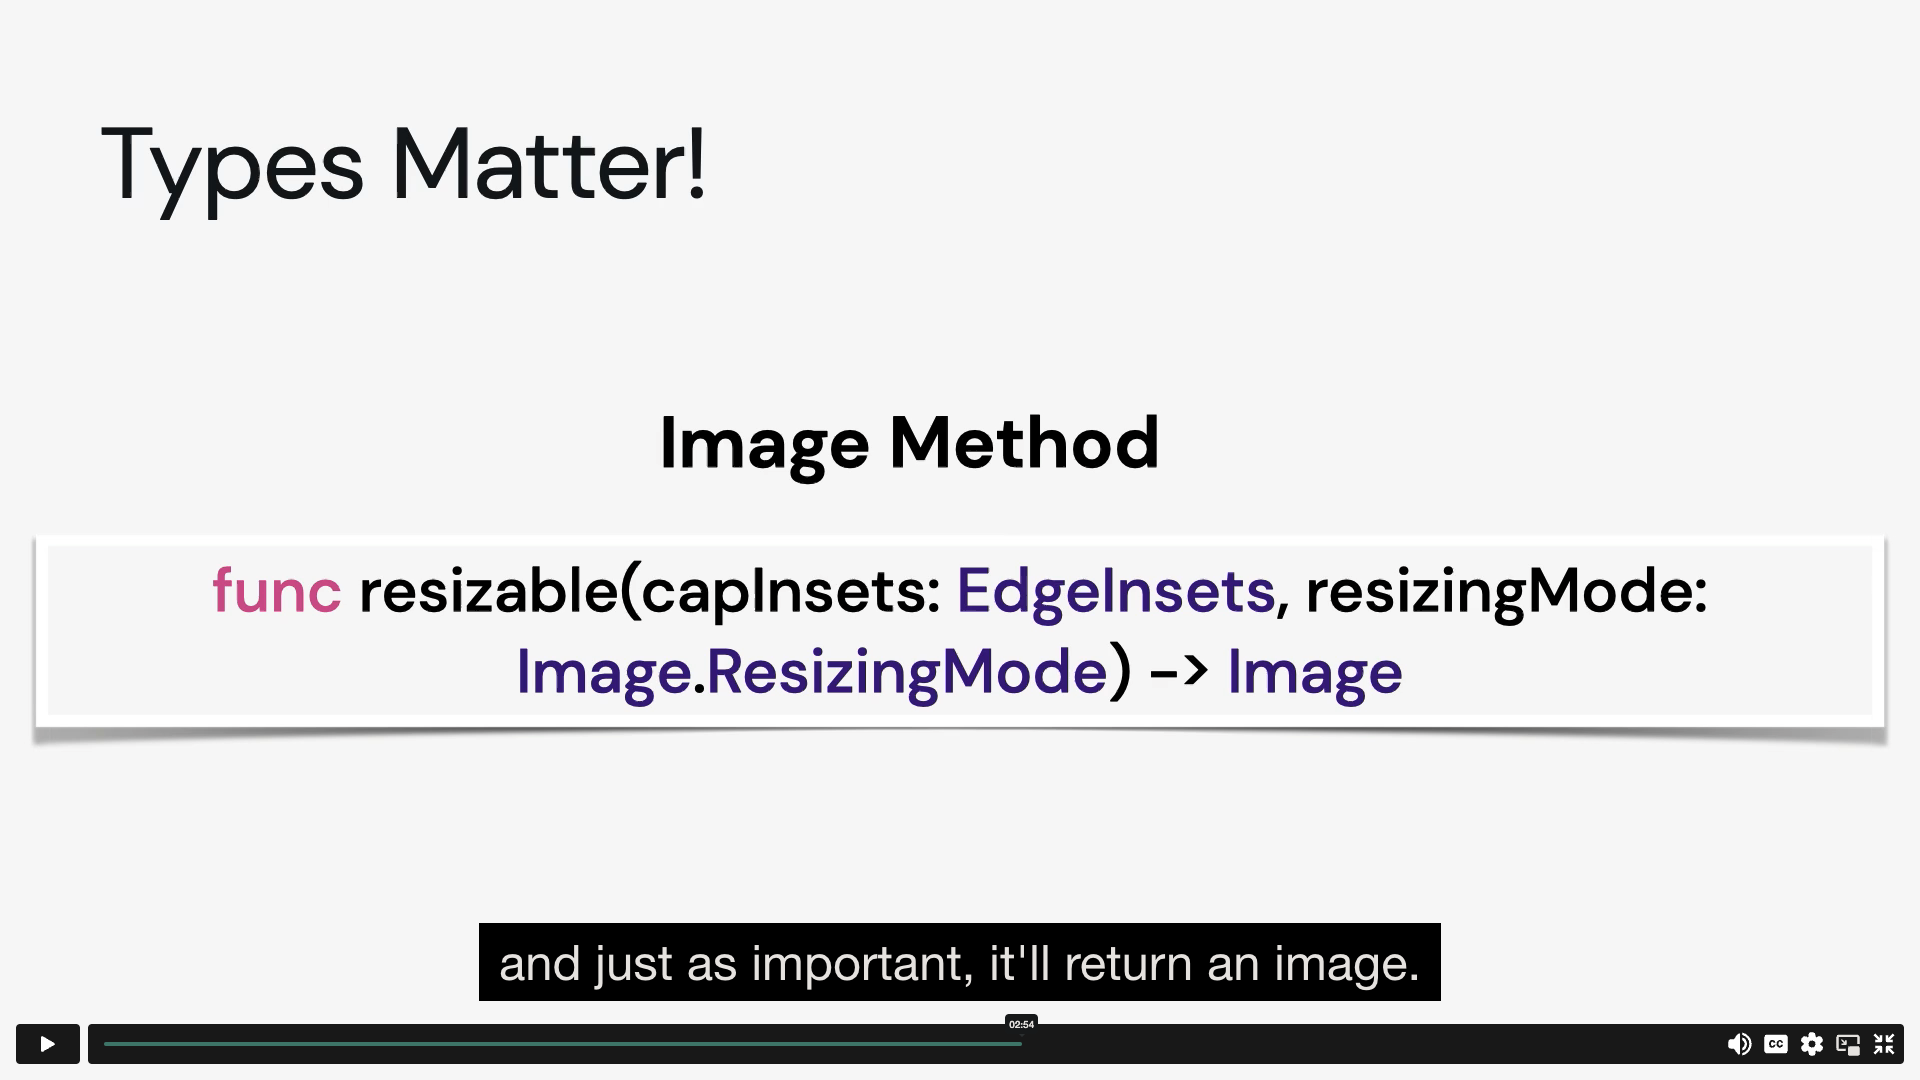 Types Matter!
Image Method
func resizable(capInsets: EdgeInsets, resizingMode:
Image.ResizingMode) -> Image
and just as important, it'll return an image.
02:54
CC